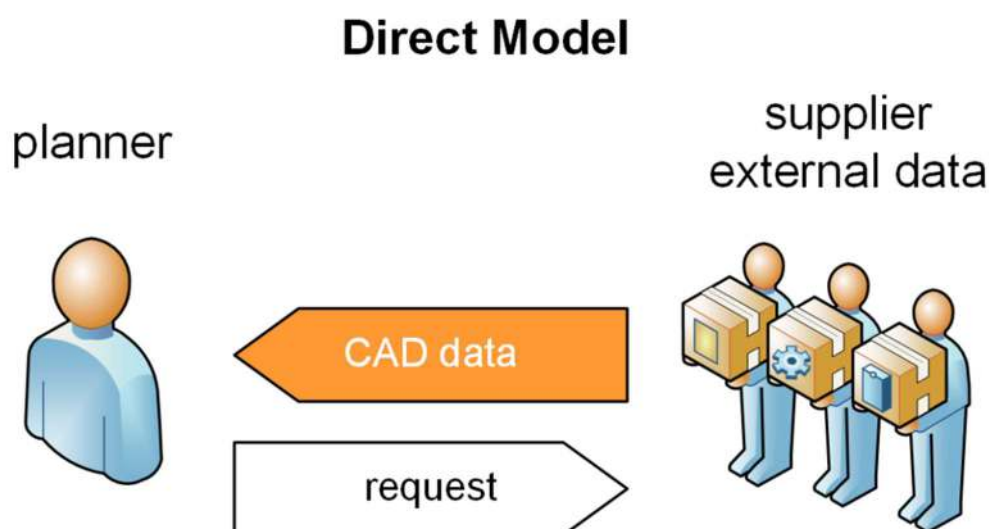 Direct Model
planner
supplier
external data
CAD data
request